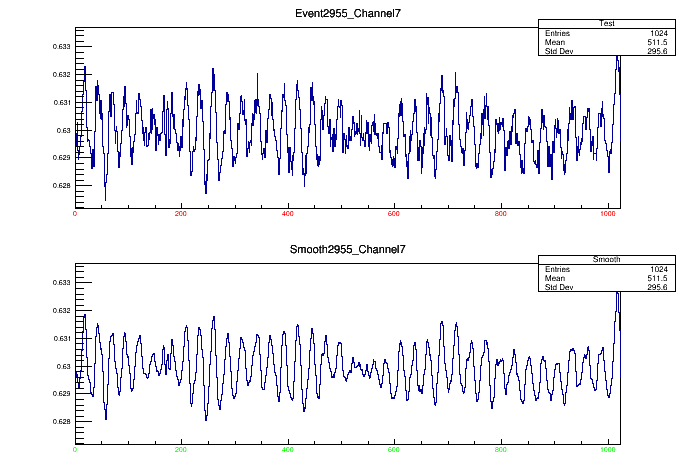 Event2955_Channel7
Test
Entries 1024
Mean 511.5
Std Dev 295.6
0.633
0.632
0.631
0.63
0.629
0.628
0 200 400 600 800 1000
Smooth2955_Channel7
Smooth
Entries 1024
Mean 511.5
Std Dev 295.6
0.633
0.632
0.631
0.63
0.629
0.628
0 200 400 600 800 1000